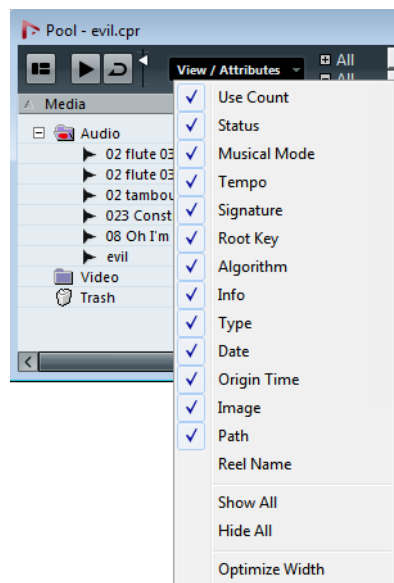 Pool - evil.cpr
View / Attributes
All
All
Media
Audio
02 flute 03
02 flute 03
02 tambou
023 Const
08 Oh I'm
evil
Video
Trash
Use Count
Status
Musical Mode
Tempo
Signature
Root Key
Algorithm
Info
Type
Date
Origin Time
Image
Path
Reel Name
Show All
Hide All
Optimize Width